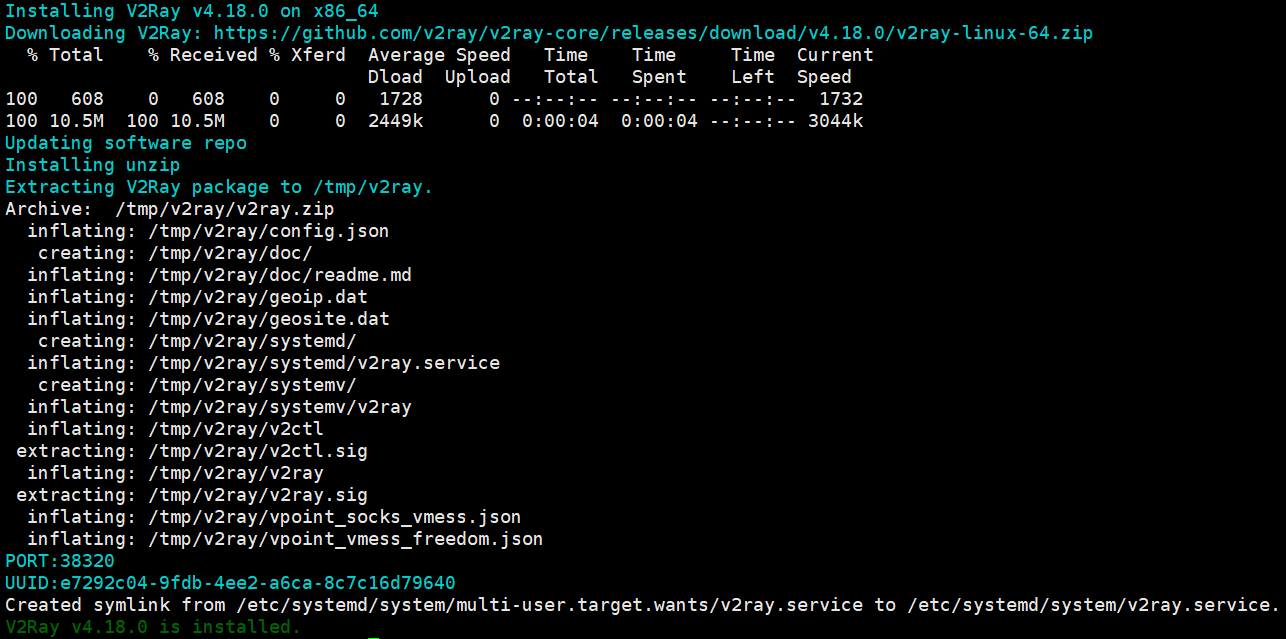 Installing V2Ray v4.18.0 on x86_64
Downloading V2Ray: https://github.com/v2ray/v2ray-core/releases/download/v4.18.0/v2ray-linux-64.zip
  % Total    % Received % Xferd  Average Speed   Time    Time     Time  Current
                                 Dload  Upload   Total   Spent    Left  Speed
100   608    0   608    0     0   1728      0 --:--:-- --:--:-- --:--:--  1732
100 10.5M  100 10.5M    0     0  2449k      0  0:00:04  0:00:04 --:--:-- 3044k
Updating software repo
Installing unzip
Extracting V2Ray package to /tmp/v2ray.
Archive:  /tmp/v2ray/v2ray.zip
  inflating: /tmp/v2ray/config.json
   creating: /tmp/v2ray/doc/
  inflating: /tmp/v2ray/doc/readme.md
  inflating: /tmp/v2ray/geoip.dat
  inflating: /tmp/v2ray/geosite.dat
   creating: /tmp/v2ray/systemd/
  inflating: /tmp/v2ray/systemd/v2ray.service
   creating: /tmp/v2ray/systemv/
  inflating: /tmp/v2ray/systemv/v2ray
  inflating: /tmp/v2ray/v2ctl
 extracting: /tmp/v2ray/v2ctl.sig
  inflating: /tmp/v2ray/v2ray
 extracting: /tmp/v2ray/v2ray.sig
  inflating: /tmp/v2ray/vpoint_socks_vmess.json
  inflating: /tmp/v2ray/vpoint_vmess_freedom.json
PORT:38320
UUID:e7292c04-9fdb-4ee2-a6ca-8c7c16d79640
Created symlink from /etc/systemd/system/multi-user.target.wants/v2ray.service to /etc/systemd/system/v2ray.service.
V2Ray v4.18.0 is installed.